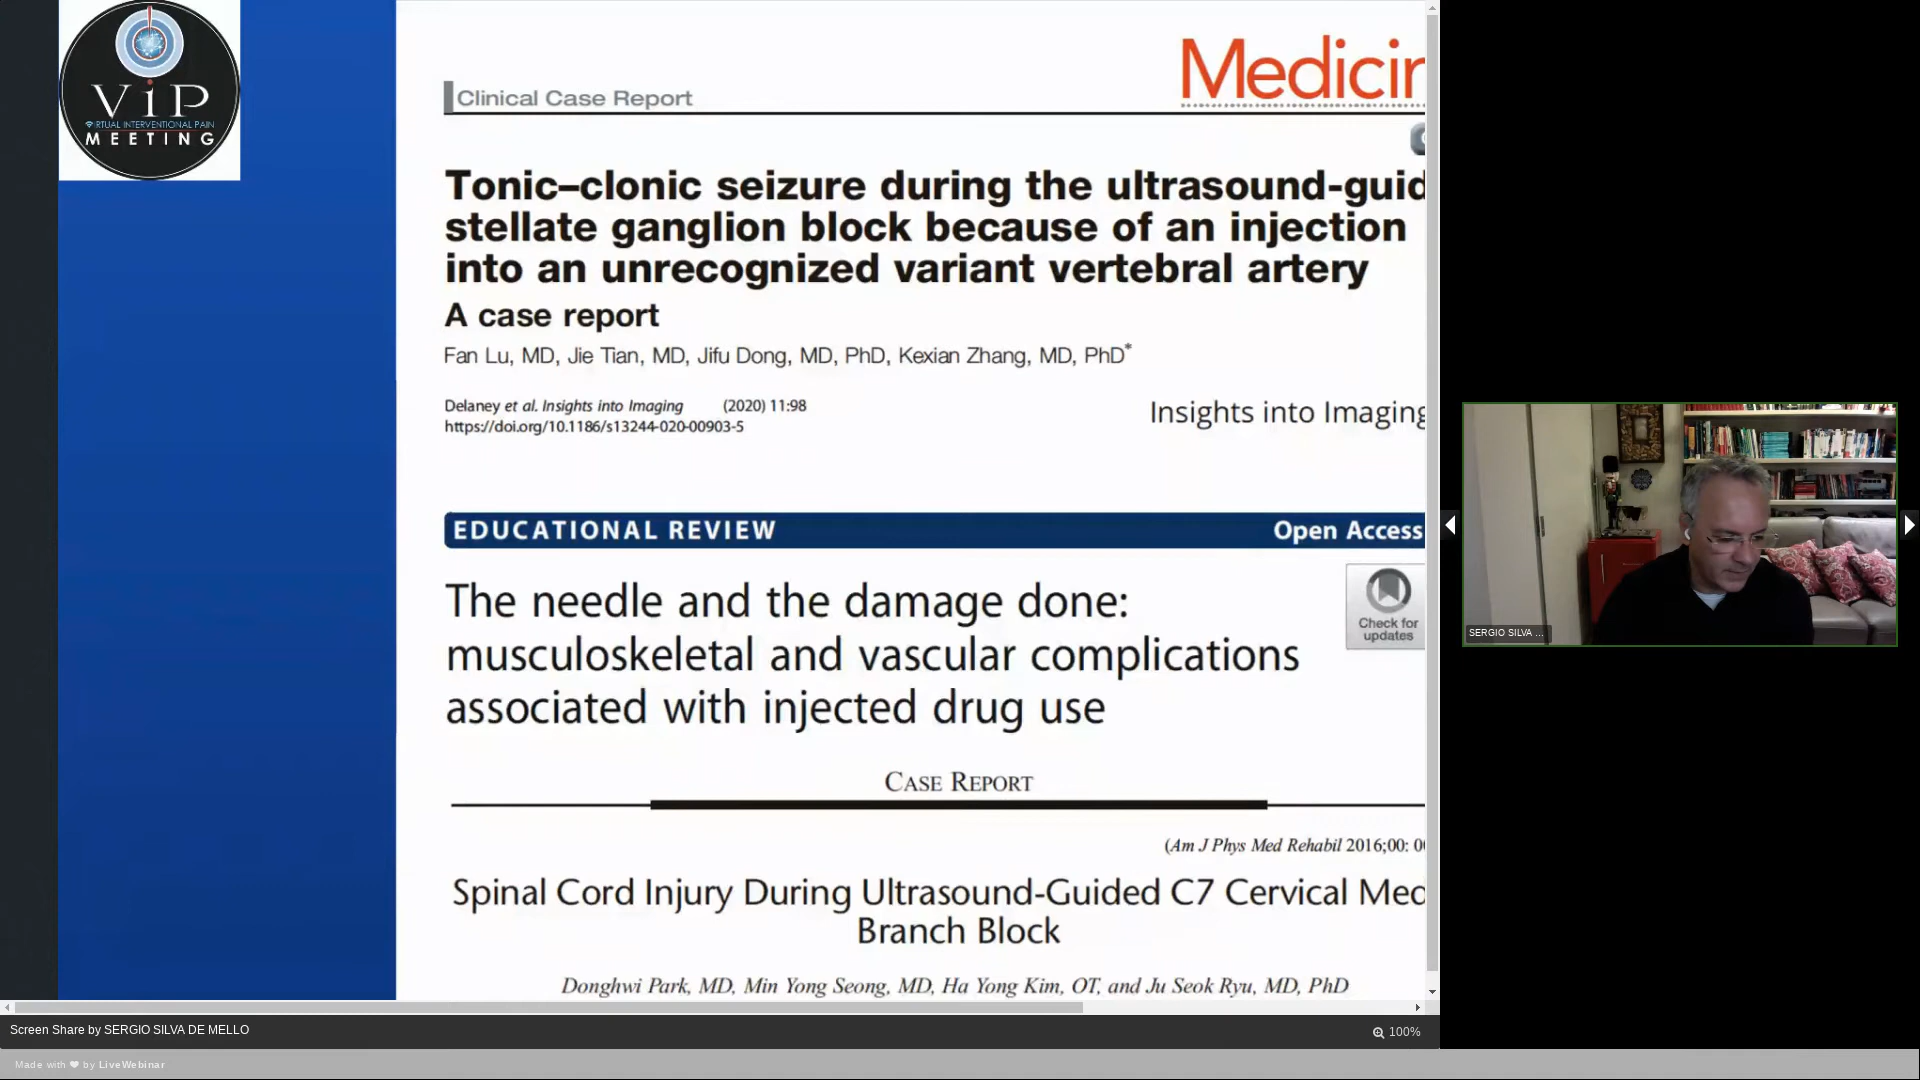 ViP
VIRTUAL INTERVENTIONAL PAIN
MEETING
Clinical Case Report
Medicin
Tonic–clonic seizure during the ultrasound-guid
stellate ganglion block because of an injection
into an unrecognized variant vertebral artery
A case report
Fan Lu, MD, Jie Tian, MD, Jifu Dong, MD, PhD, Kexian Zhang, MD, PhD*
Delaney et al. Insights into Imaging (2020) 11:98
https://doi.org/10.1186/s13244-020-00903-5
Insights into Imaging
EDUCATIONAL REVIEW
Open Access
The needle and the damage done:
musculoskeletal and vascular complications
associated with injected drug use
Check for
updates
CASE REPORT
(Am J Phys Med Rehabil 2016;00: 00
Spinal Cord Injury During Ultrasound-Guided C7 Cervical Med
Branch Block
Donghwi Park, MD, Min Yong Seong, MD, Ha Yong Kim, OT, and Ju Seok Ryu, MD, PhD
SERGIO SILVA ...
Screen Share by SERGIO SILVA DE MELLO
100%
Made with ❤ by LiveWebinar